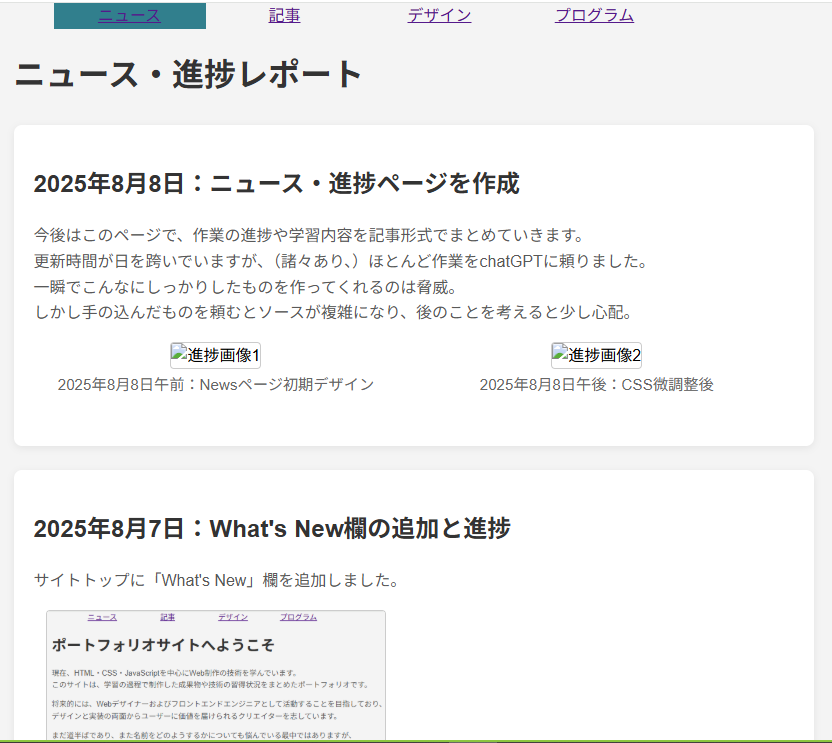 ニュース 記事 デザイン プログラム
ニュース・進捗レポート
2025年8月8日：ニュース・進捗ページを作成
今後はこのページで、作業の進捗や学習内容を記事形式でまとめていきます。
更新時間が日を跨いでいますが、（諸々あり、）ほとんど作業をchatGPTに頼りました。
一瞬でこんなにしっかりしたものを作ってくれるのは脅威。
しかし手の込んだものを頼むとソースが複雑になり、後のことを考えると少し心配。
進捗画像1 進捗画像2
2025年8月8日午前：Newsページ初期デザイン 2025年8月8日午後：CSS微調整後
2025年8月7日：What's New欄の追加と進捗
サイトトップに「What's New」欄を追加しました。
ニュース 記事 デザイン プログラム
ポートフォリオサイトへようこそ
現在、HTML・CSS・JavaScriptを中心にWeb制作の技術を学んでいます。
このサイトは、学習の過程で制作した成果物や技術の習得状況をまとめたポートフォリオです。
将来的には、Webデザイナーおよびフロントエンドエンジニアとして活動することを目指しており、
デザインと実装の両面からユーザーに価値を届けられるクリエイターを志しています。
まだ道半ばであり、また名前をどのようするかについても悩んでいる最中ではありますが、